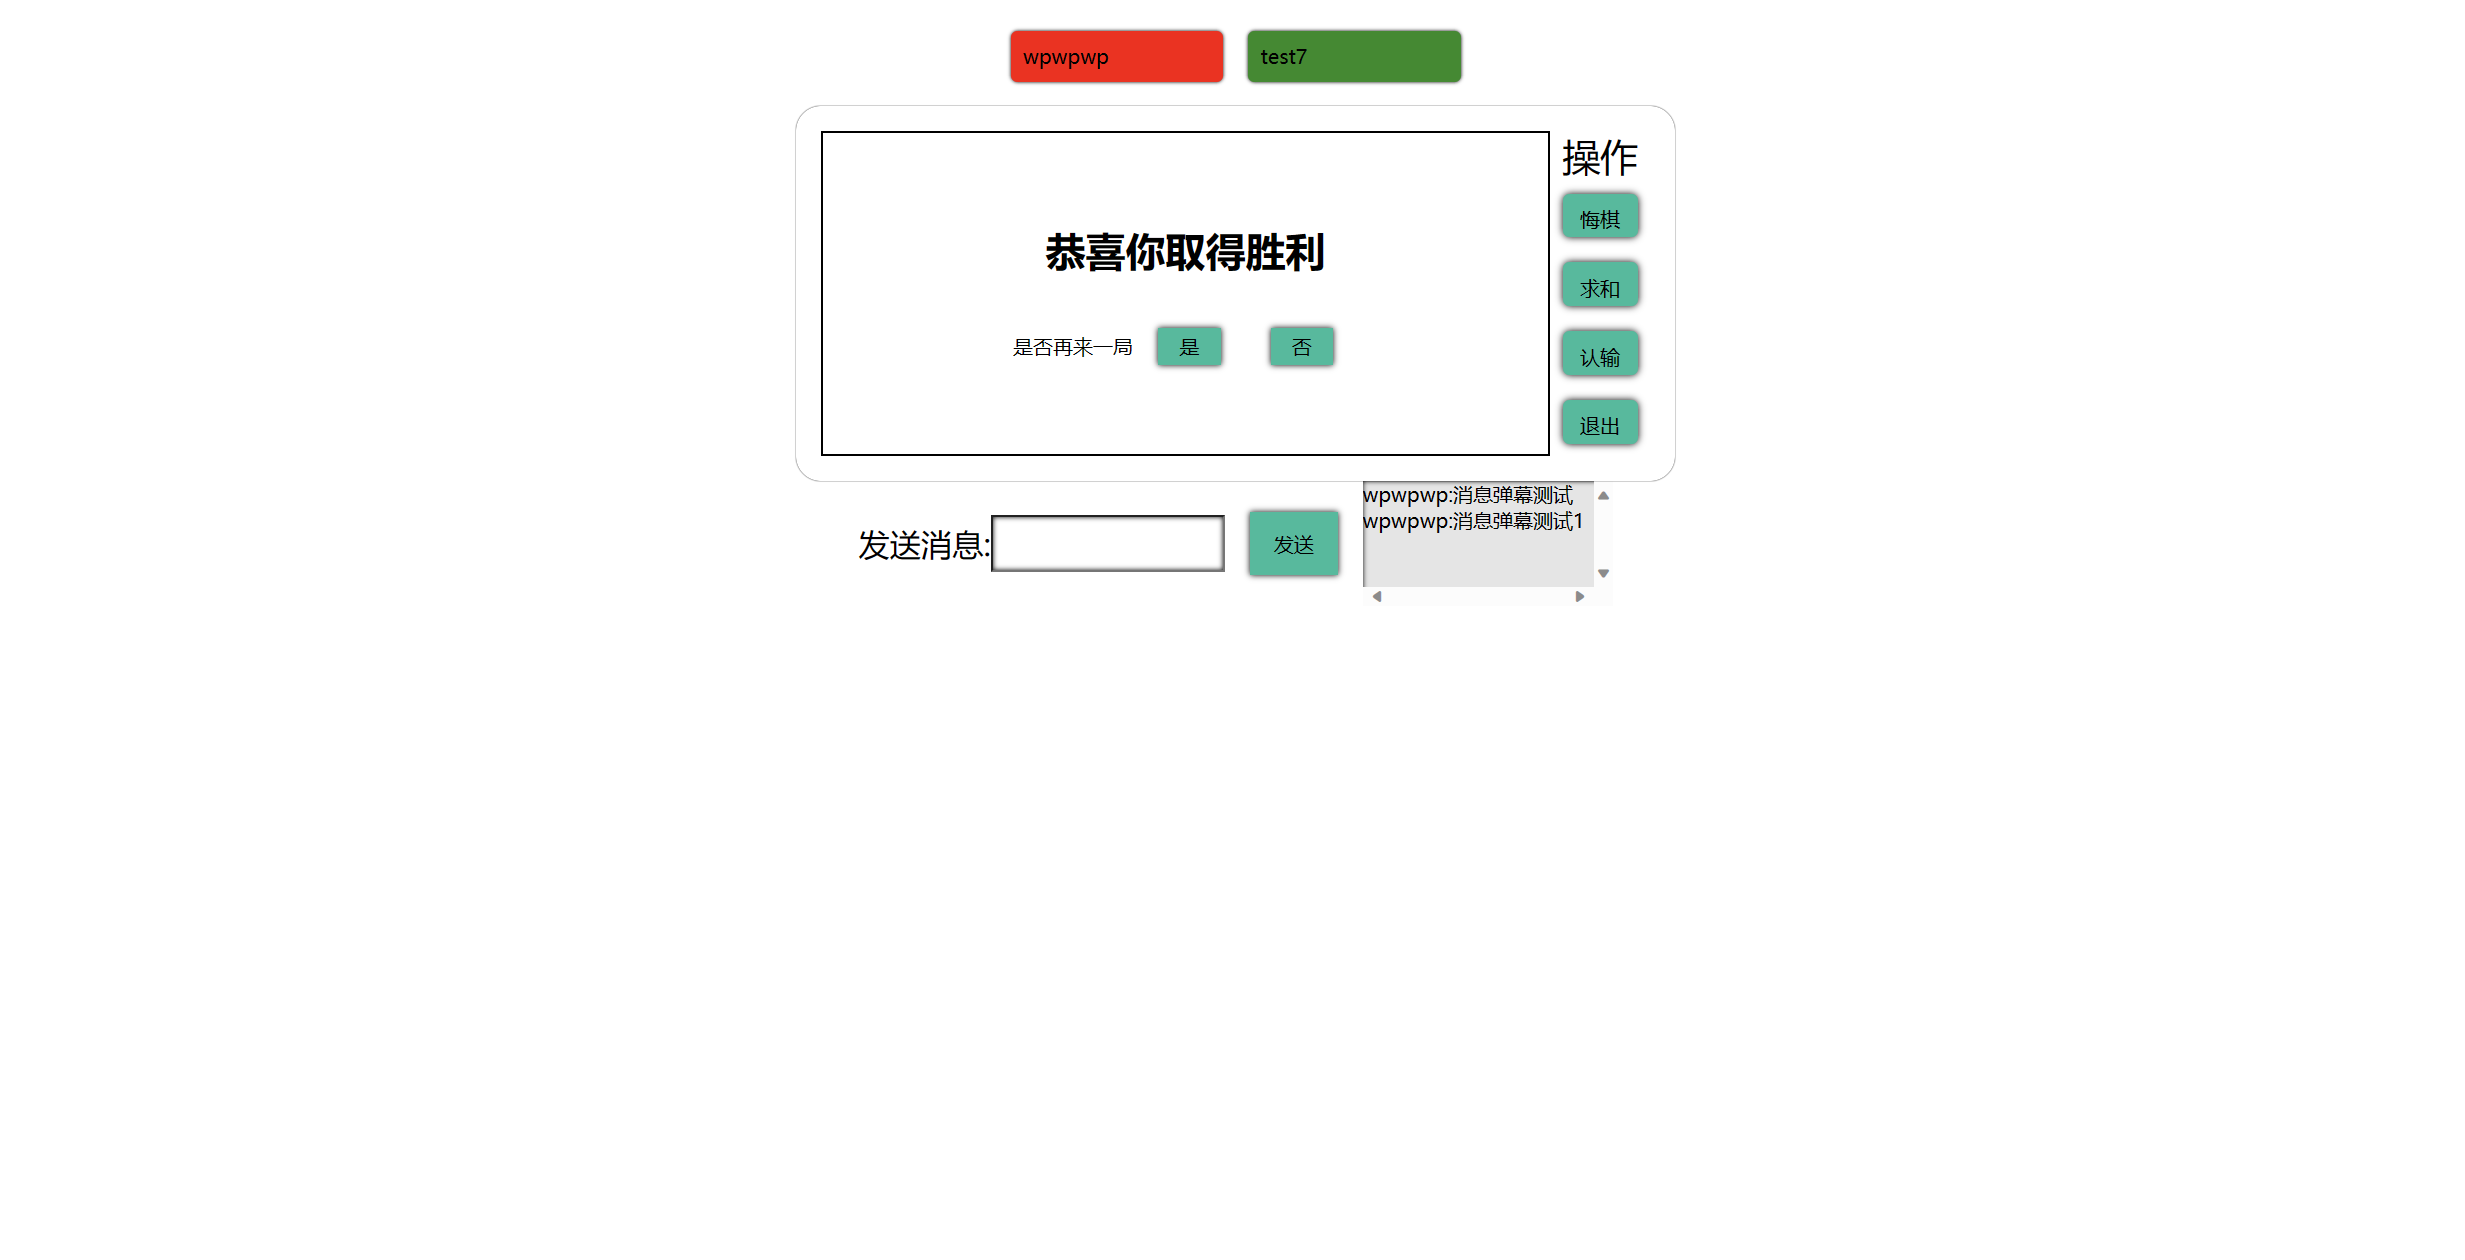 wpwpwp
test7
操作
悔棋
恭喜你取得胜利
求和
是否再来一局 是 否
认输
退出
wpwpwp:消息弹幕测试
wpwpwp:消息弹幕测试1
发送消息:
发送